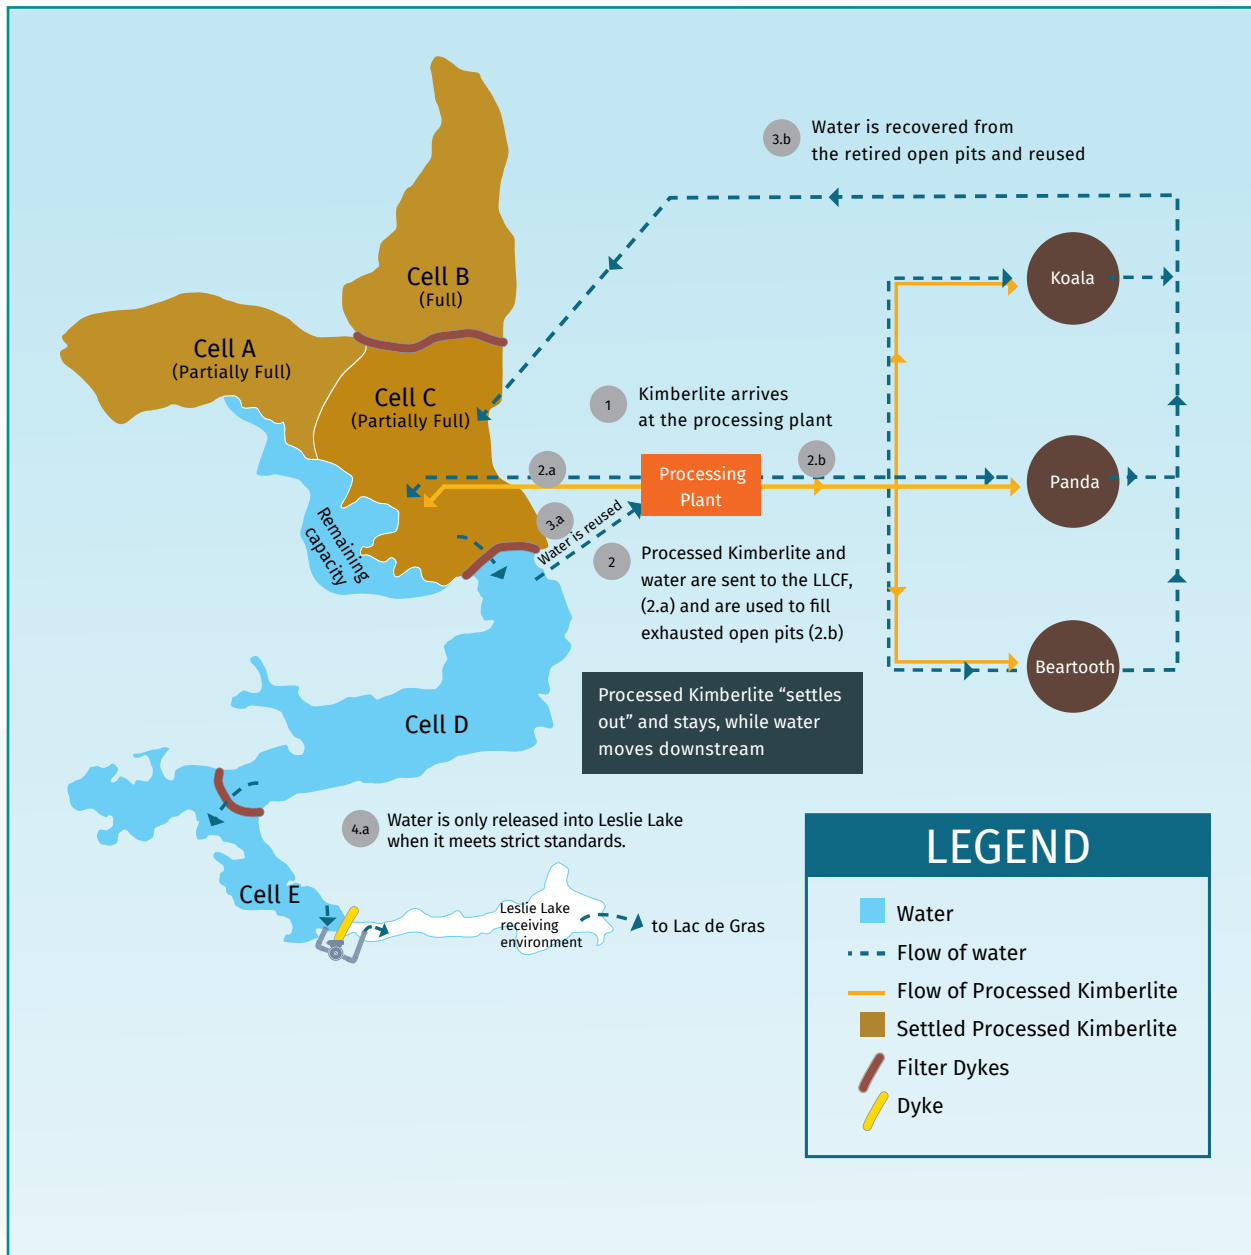 3.b
Water is recovered from
the retired open pits and reused
Cell B
(Full)
Koala
Cell A
(Partially Full)
Cell C
(Partially Full)
1
Kimberlite arrives
at the processing plant
2.a
Processing
Plant
2.b
Panda
Remaining
capacity
3.a
Water is reused
2
Processed Kimberlite and
water are sent to the LLCF,
(2.a) and are used to fill
exhausted open pits (2.b)
Beartooth
Processed Kimberlite “settles
out” and stays, while water
moves downstream
Cell D
4.a
Water is only released into Leslie Lake
when it meets strict standards.
Cell E
Leslie Lake
receiving
environment
to Lac de Gras
LEGEND
Water
Flow of water
Flow of Processed Kimberlite
Settled Processed Kimberlite
Filter Dykes
Dyke